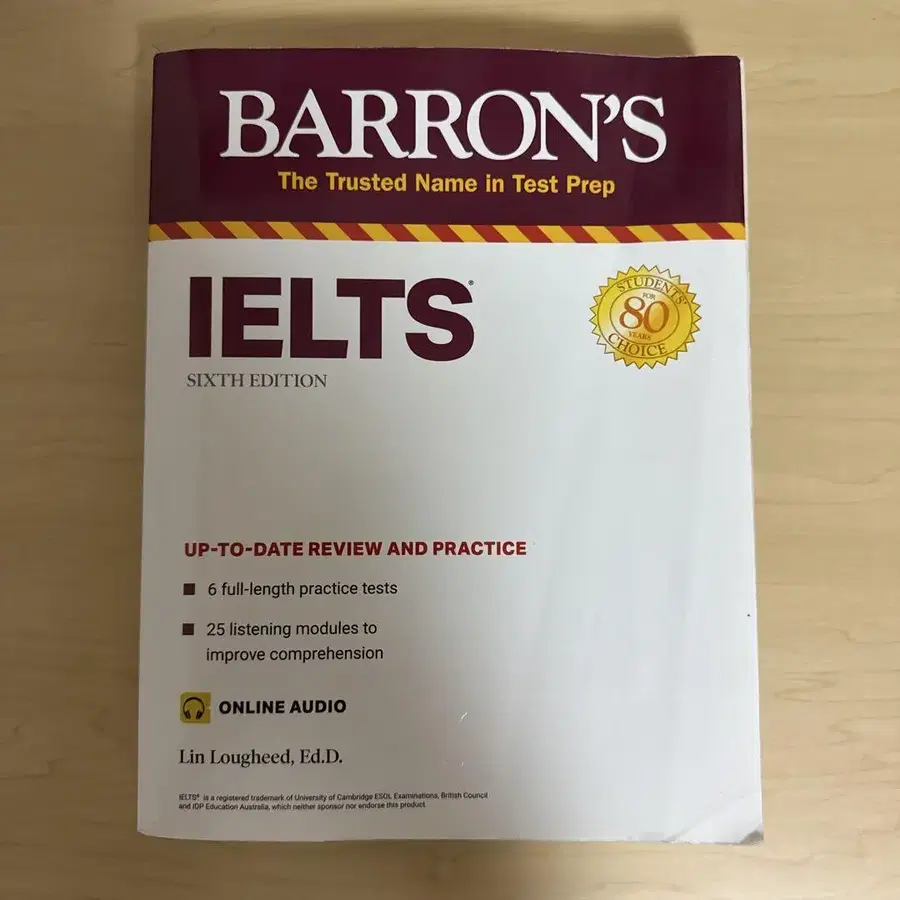 BARRON'S
The Trusted Name in Test Prep
IELTS®
SIXTH EDITION
STUDENTS'
FOR
80
YEARS
CHOICE
UP-TO-DATE REVIEW AND PRACTICE
■ 6 full-length practice tests
■ 25 listening modules to
improve comprehension
ONLINE AUDIO
Lin Lougheed, Ed.D.
IELTS® is a registered trademark of University of Cambridge ESOL Examinations, British Council
and IDP Education Australia, which neither sponsor nor endorse this product.